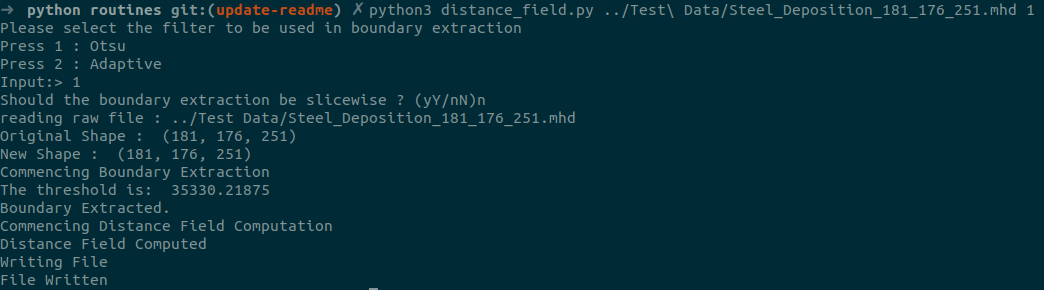 ➜ python routines git:(update-readme) ✗ python3 distance_field.py ../Test\ Data/Steel_Deposition_181_176_251.mhd 1
Please select the filter to be used in boundary extraction
Press 1 : Otsu
Press 2 : Adaptive
Input:> 1
Should the boundary extraction be slicewise ? (yY/nN)n
reading raw file : ../Test Data/Steel_Deposition_181_176_251.mhd
Original Shape :  (181, 176, 251)
New Shape :  (181, 176, 251)
Commencing Boundary Extraction
The threshold is:  35330.21875
Boundary Extracted.
Commencing Distance Field Computation
Distance Field Computed
Writing File
File Written